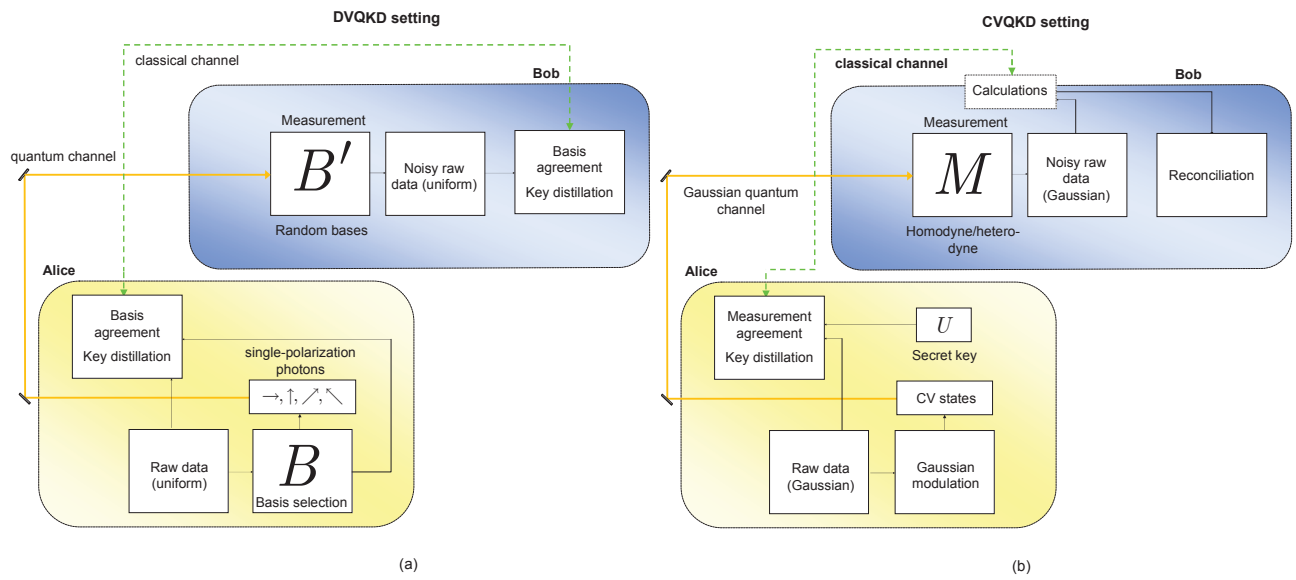 DVQKD setting
classical channel
Bob
Measurement
B′
Random bases
Noisy raw
data (uniform)
Basis
agreement
Key distillation
quantum channel
Alice
Basis
agreement
Key distillation
single-polarization
photons
→,↑,↗,↖
Raw data
(uniform)
B
Basis selection
(a)
CVQKD setting
classical channel
Bob
Calculations
Measurement
M
Homodyne/hetero-
dyne
Noisy raw
data
(Gaussian)
Reconciliation
Gaussian quantum
channel
Alice
Measurement
agreement
Key distillation
U
Secret key
CV states
Raw data
(Gaussian)
Gaussian
modulation
(b)